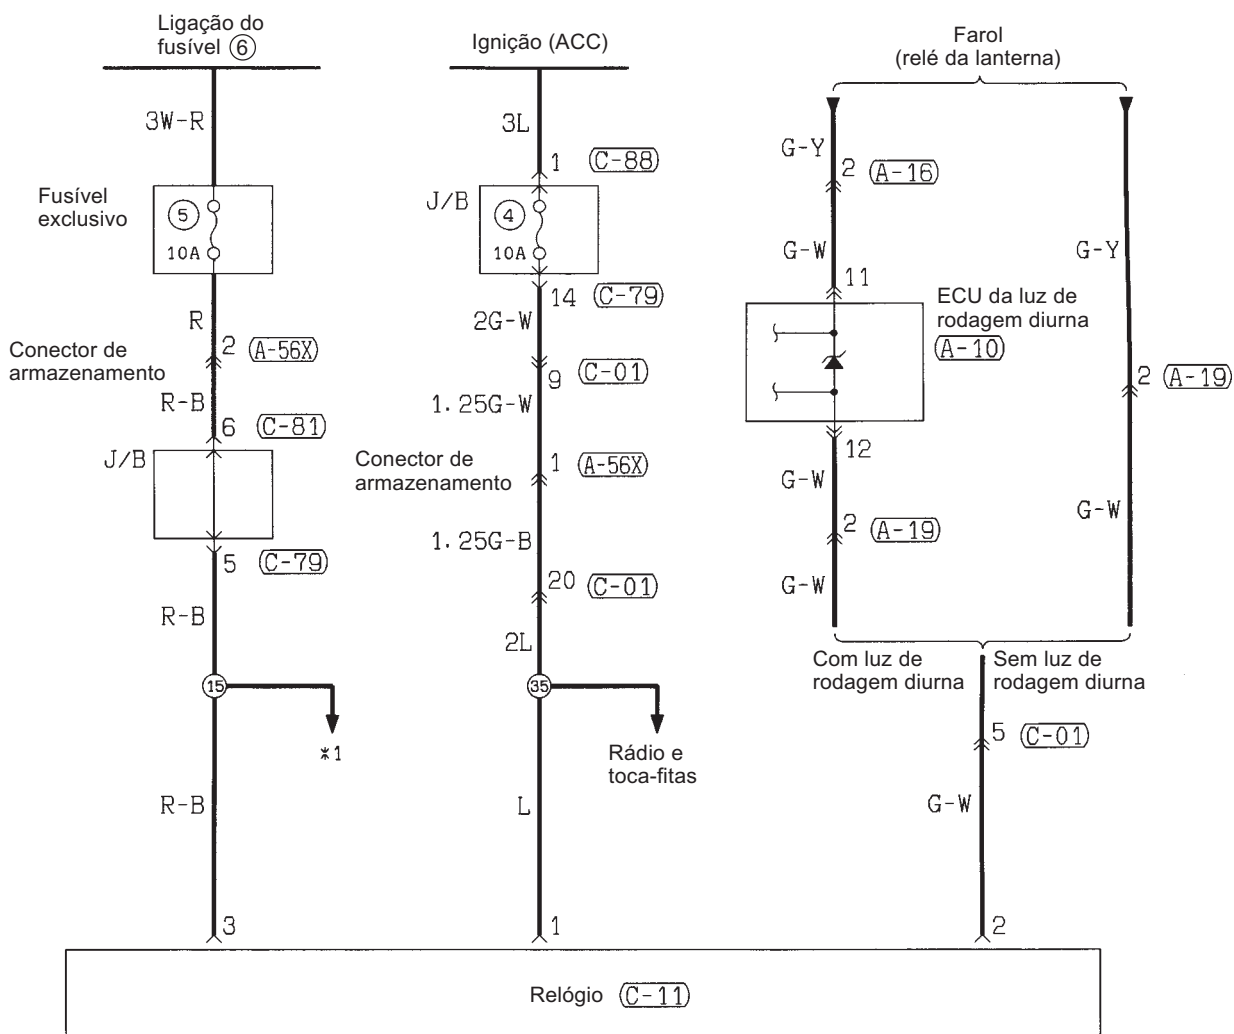 Ligação do
fusível ⑥
3W-R
Fusível
exclusivo
⑤
10A
R
Conector de
armazenamento
2 (A-56X)
R-B
6 (C-81)
J/B
5 (C-79)
R-B
15
※1
R-B
3
Ignição (ACC)
3L
1 (C-88)
J/B
④
10A
14 (C-79)
2G-W
9 (C-01)
1.25G-W
Conector de
armazenamento
1 (A-56X)
1.25G-B
20 (C-01)
2L
35
Rádio e
toca-fitas
L
1
Farol
(relé da lanterna)
G-Y
2 (A-16)
G-W
11
ECU da luz de
rodagem diurna
(A-10)
12
G-W
2 (A-19)
G-W
G-Y
2 (A-19)
G-W
Com luz de
rodagem diurna
Sem luz de
rodagem diurna
5 (C-01)
G-W
2
Relógio (C-11)